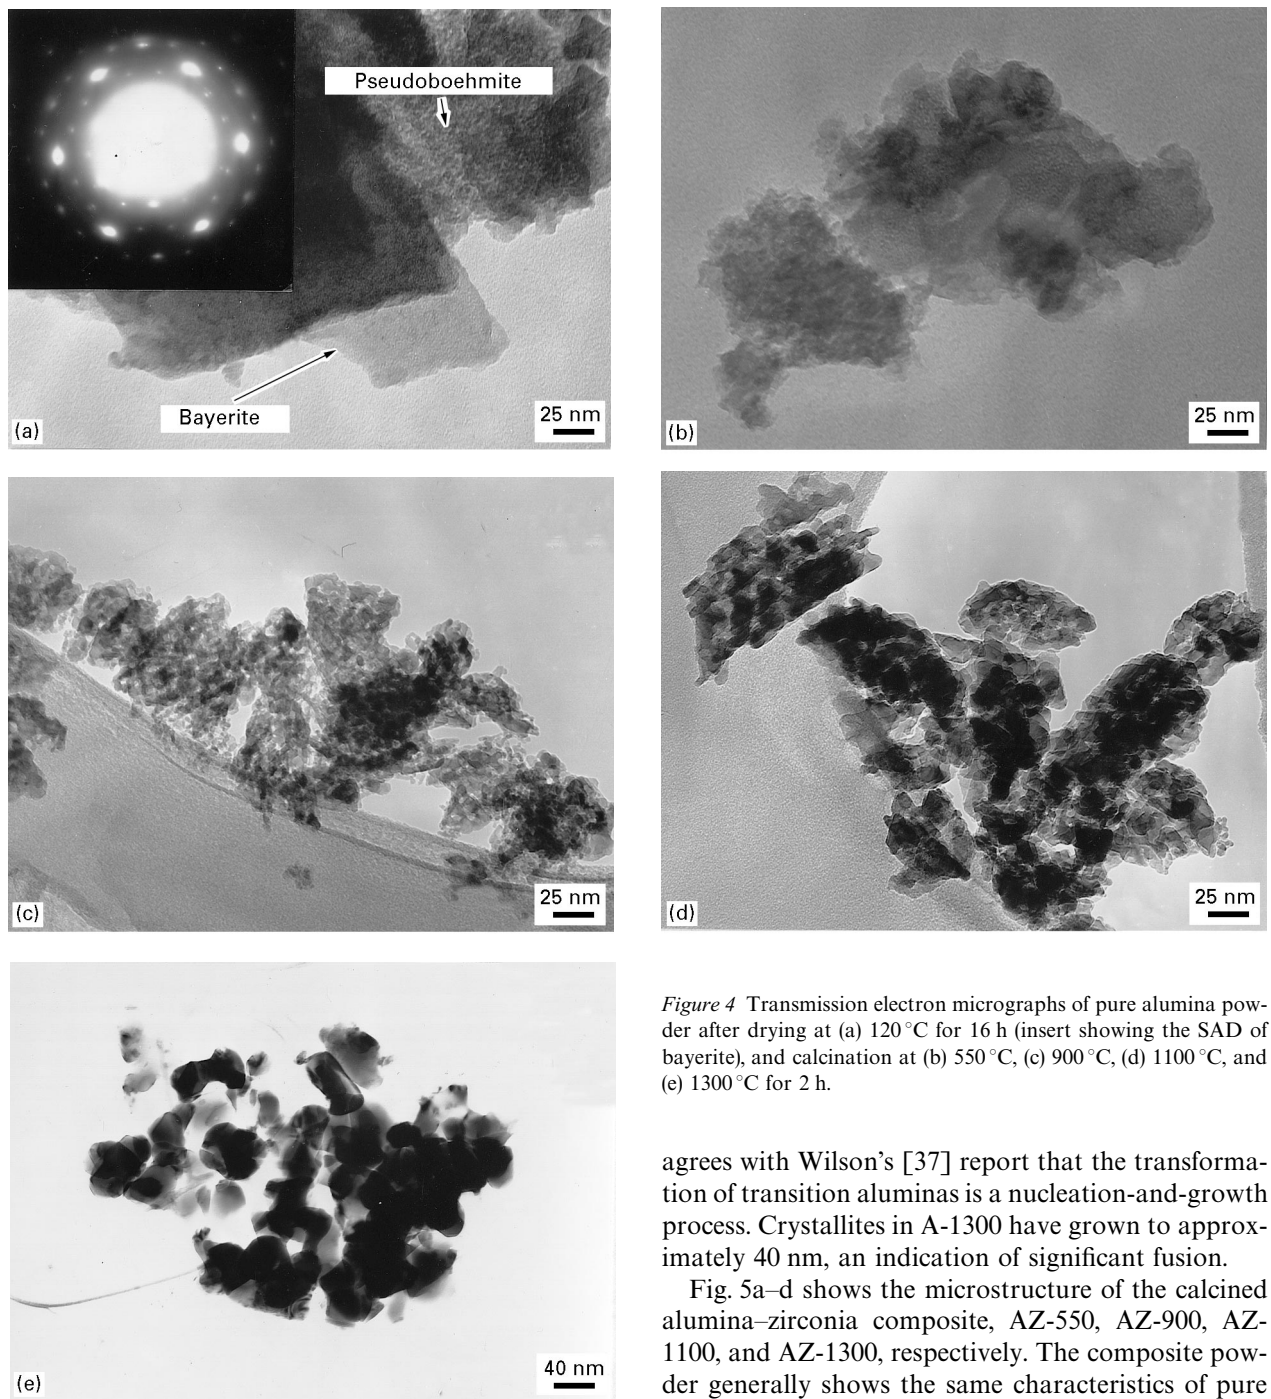 Pseudoboehmite
Bayerite
25 nm
(a)
25 nm
(b)
25 nm
(c)
25 nm
(d)
40 nm
(e)
Figure 4 Transmission electron micrographs of pure alumina pow-
der after drying at (a) 120 °C for 16 h (insert showing the SAD of
bayerite), and calcination at (b) 550 °C, (c) 900 °C, (d) 1100 °C, and
(e) 1300 °C for 2 h.
agrees with Wilson's [37] report that the transforma-
tion of transition aluminas is a nucleation-and-growth
process. Crystallites in A-1300 have grown to approx-
imately 40 nm, an indication of significant fusion.
Fig. 5a–d shows the microstructure of the calcined
alumina–zirconia composite, AZ-550, AZ-900, AZ-
1100, and AZ-1300, respectively. The composite pow-
der generally shows the same characteristics of pure